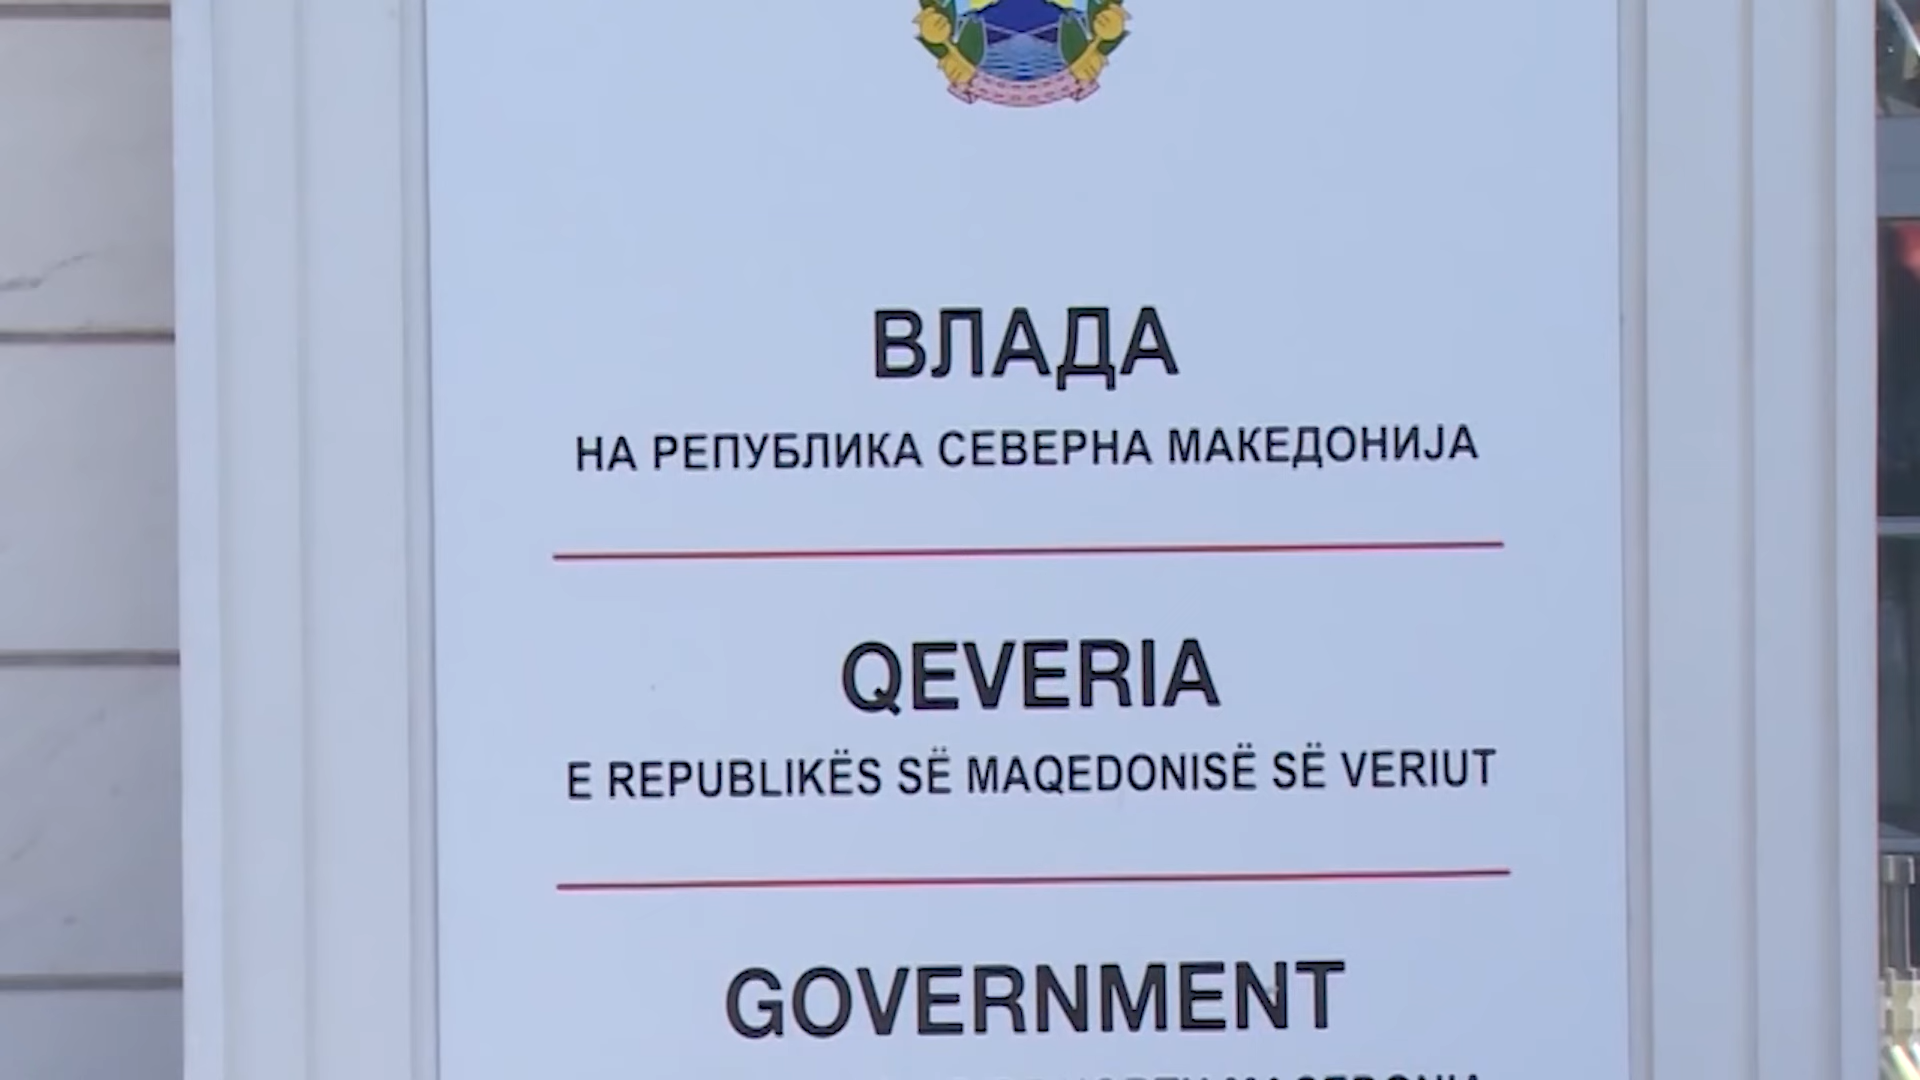 ВЛАДА
НА РЕПУБЛИКА СЕВЕРНА МАКЕДОНИЈА
QEVERIA
E REPUBLIKËS SË MAQEDONISË SË VERIUT
GOVERNMENT